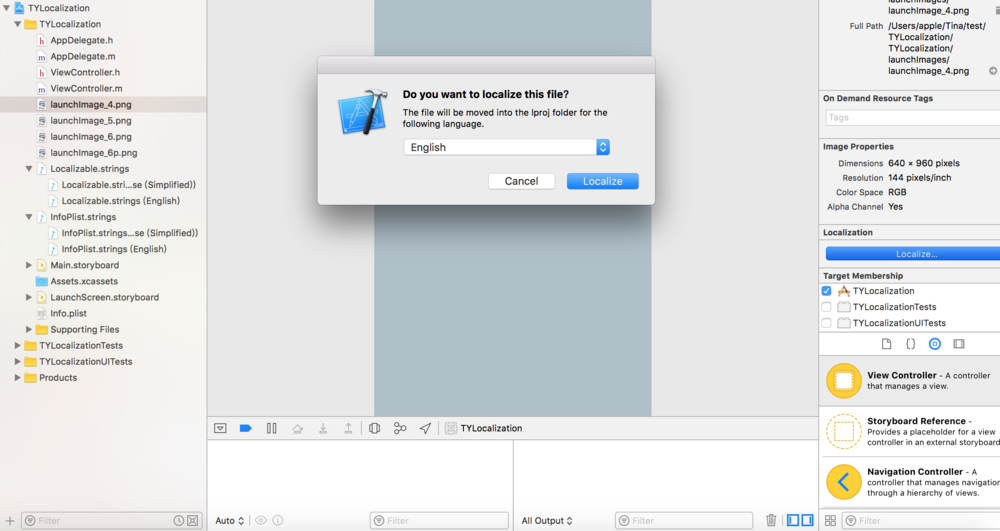 TYLocalization
TYLocalization
AppDelegate.h
AppDelegate.m
ViewController.h
ViewController.m
launchImage_4.png
launchImage_5.png
launchImage_6.png
launchImage_6p.png
Localizable.strings
Localizable.stri...se (Simplified))
Localizable.strings (English)
InfoPlist.strings
InfoPlist.strings...se (Simplified))
InfoPlist.strings (English)
Main.storyboard
Assets.xcassets
LaunchScreen.storyboard
Info.plist
Supporting Files
TYLocalizationTests
TYLocalizationUITests
Products
Filter
Do you want to localize this file?
The file will be moved into the lproj folder for the
following language.
English
Cancel
Localize
TYLocalization
Auto
Filter
All Output
Filter
launchImages/
launchImage_4.png
Full Path /Users/apple/Tina/test/
TYLocalization/
TYLocalization/
launchImages/
launchImage_4.png
On Demand Resource Tags
Tags
Image Properties
Dimensions 640 × 960 pixels
Resolution 144 pixels/inch
Color Space RGB
Alpha Channel Yes
Localization
Localize...
Target Membership
TYLocalization
TYLocalizationTests
TYLocalizationUITests
View Controller - A controller
that manages a view.
Storyboard Reference -
Provides a placeholder for a view
controller in an external storyboard
Navigation Controller - A
controller that manages navigation
through a hierarchy of views.
Filter